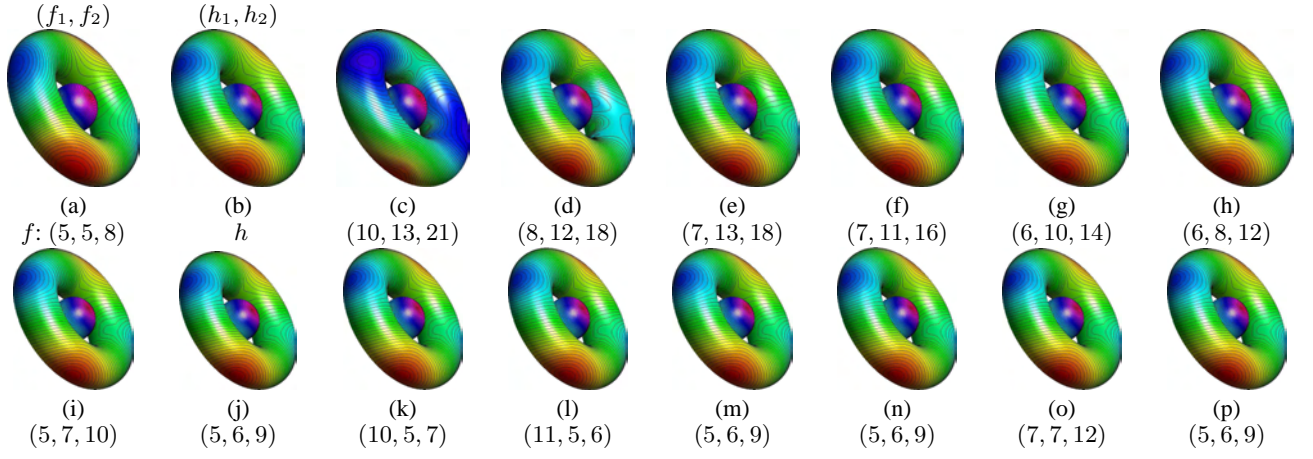 (f₁, f₂) (h₁, h₂)
(a) (b) (c) (d) (e) (f) (g) (h)
f: (5, 5, 8) h (10, 13, 21) (8, 12, 18) (7, 13, 18) (7, 11, 16) (6, 10, 14) (6, 8, 12)
(i) (j) (k) (l) (m) (n) (o) (p)
(5, 7, 10) (5, 6, 9) (10, 5, 7) (11, 5, 6) (5, 6, 9) (5, 6, 9) (7, 7, 12) (5, 6, 9)